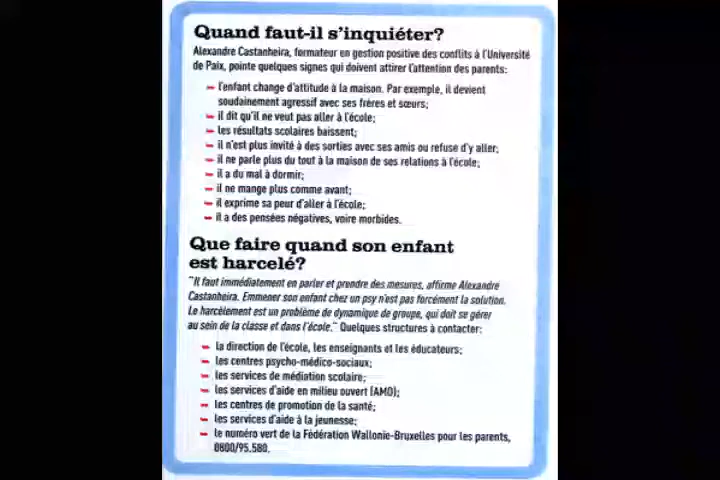 Quand faut-il s'inquiéter?
Alexandre Castanheira, formateur en gestion positive des conflits à l'Université
de Paix, pointe quelques signes qui doivent attirer l'attention des parents:
l'enfant change d'attitude à la maison. Par exemple, il devient
soudainement agressif avec ses frères et sœurs;
il dit qu'il ne veut pas aller à l'école;
les résultats scolaires baissent;
il n'est plus invité à des sorties avec ses amis ou refuse d'y aller;
il ne parle plus du tout à la maison de ses relations à l'école;
il a du mal à dormir;
il ne mange plus comme avant;
il exprime sa peur d'aller à l'école;
il a des pensées négatives, voire morbides.
Que faire quand son enfant
est harcelé?
"Il faut immédiatement en parler et prendre des mesures, affirme Alexandre
Castanheira. Emmener son enfant chez un psy n'est pas forcément la solution.
Le harcèlement est un problème de dynamique de groupe, qui doit se gérer
au sein de la classe et dans l'école." Quelques structures à contacter:
la direction de l'école, les enseignants et les éducateurs;
les centres psycho-médico-sociaux;
les services de médiation scolaire;
les services d'aide en milieu ouvert (AMO);
les centres de promotion de la santé;
les services d'aide à la jeunesse;
le numéro vert de la Fédération Wallonie-Bruxelles pour les parents,
0800/95.580.